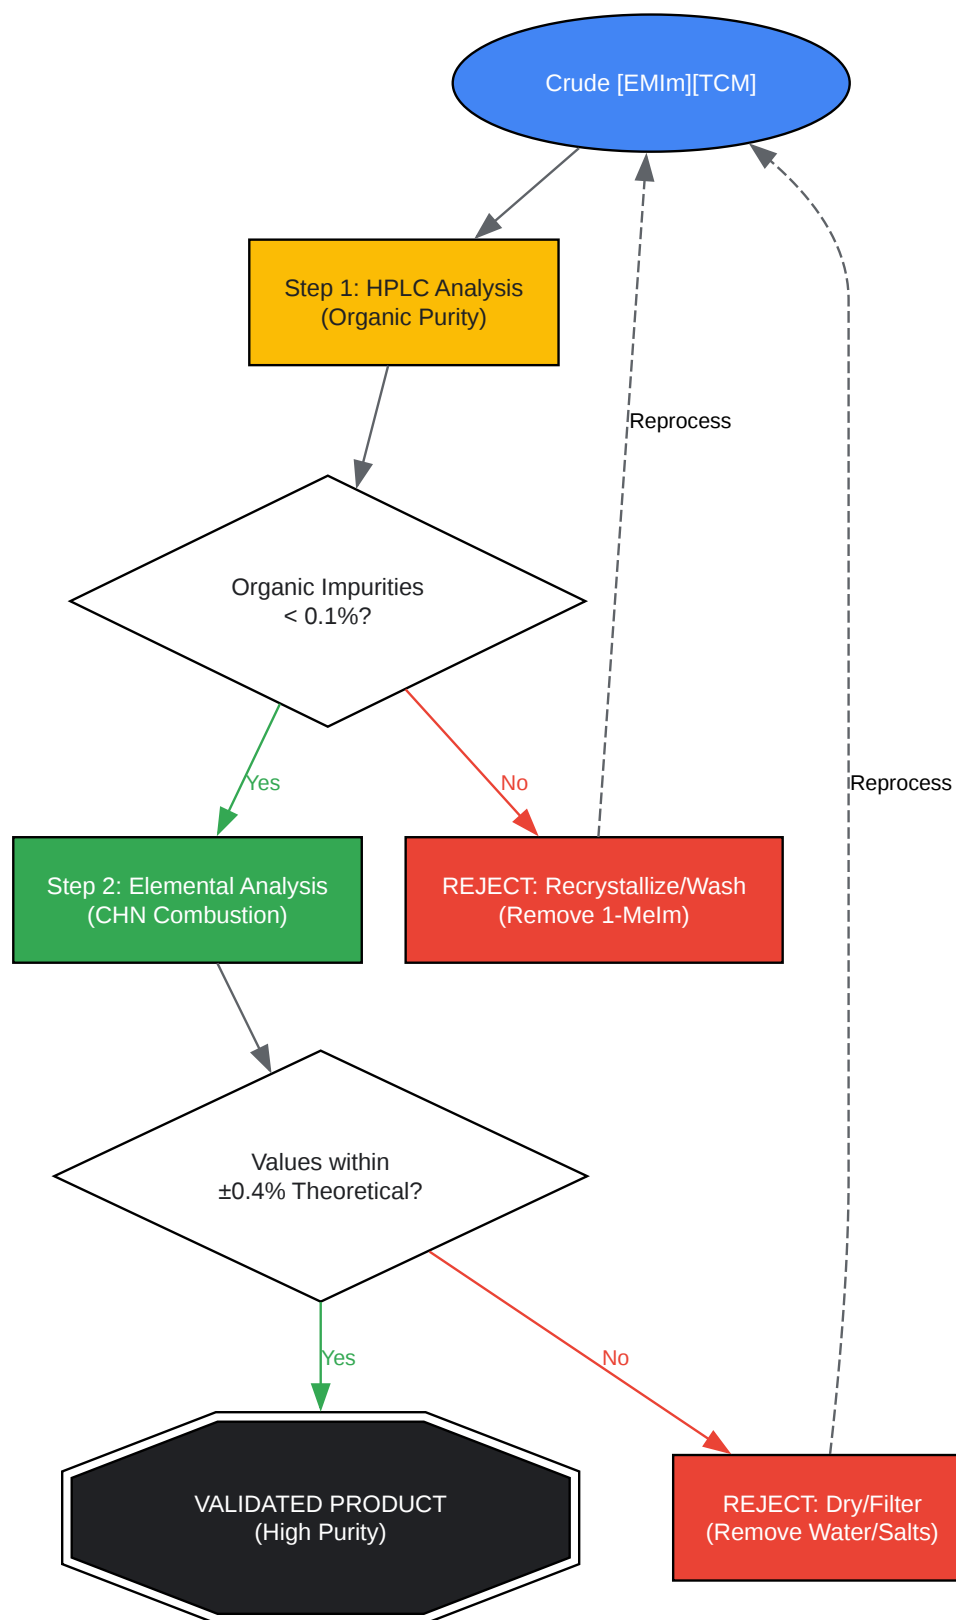 Crude [EMIm][TCM]
Step 1: HPLC Analysis
(Organic Purity)
Reprocess
Organic Impurities
< 0.1%?
Yes
No
Reprocess
Step 2: Elemental Analysis
(CHN Combustion)
REJECT: Recrystallize/Wash
(Remove 1-MeIm)
Values within
±0.4% Theoretical?
Yes
No
VALIDATED PRODUCT
(High Purity)
REJECT: Dry/Filter
(Remove Water/Salts)